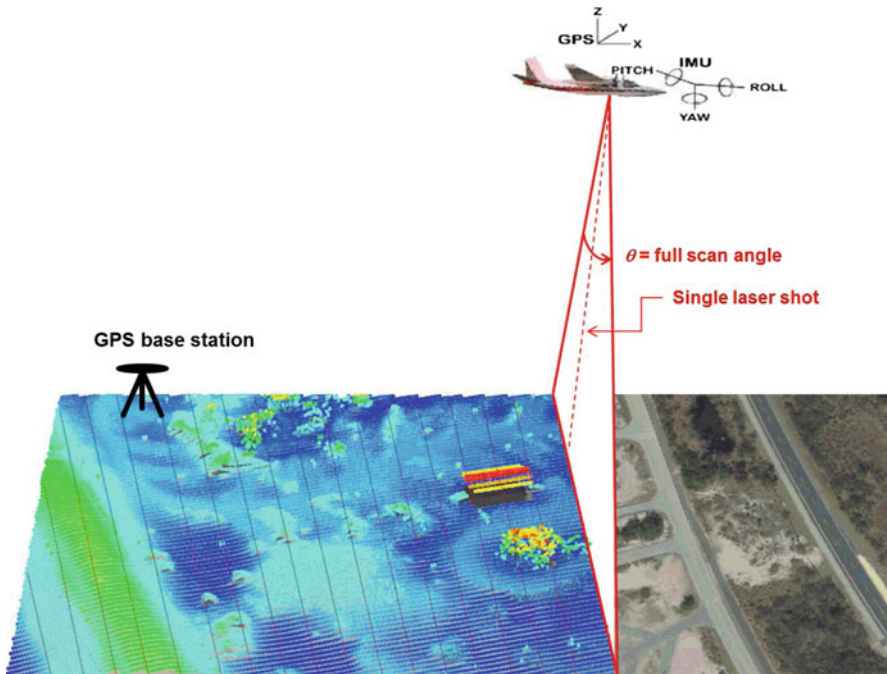 Z
Y
GPS
X
IMU
PITCH
ROLL
YAW
θ = full scan angle
Single laser shot
GPS base station